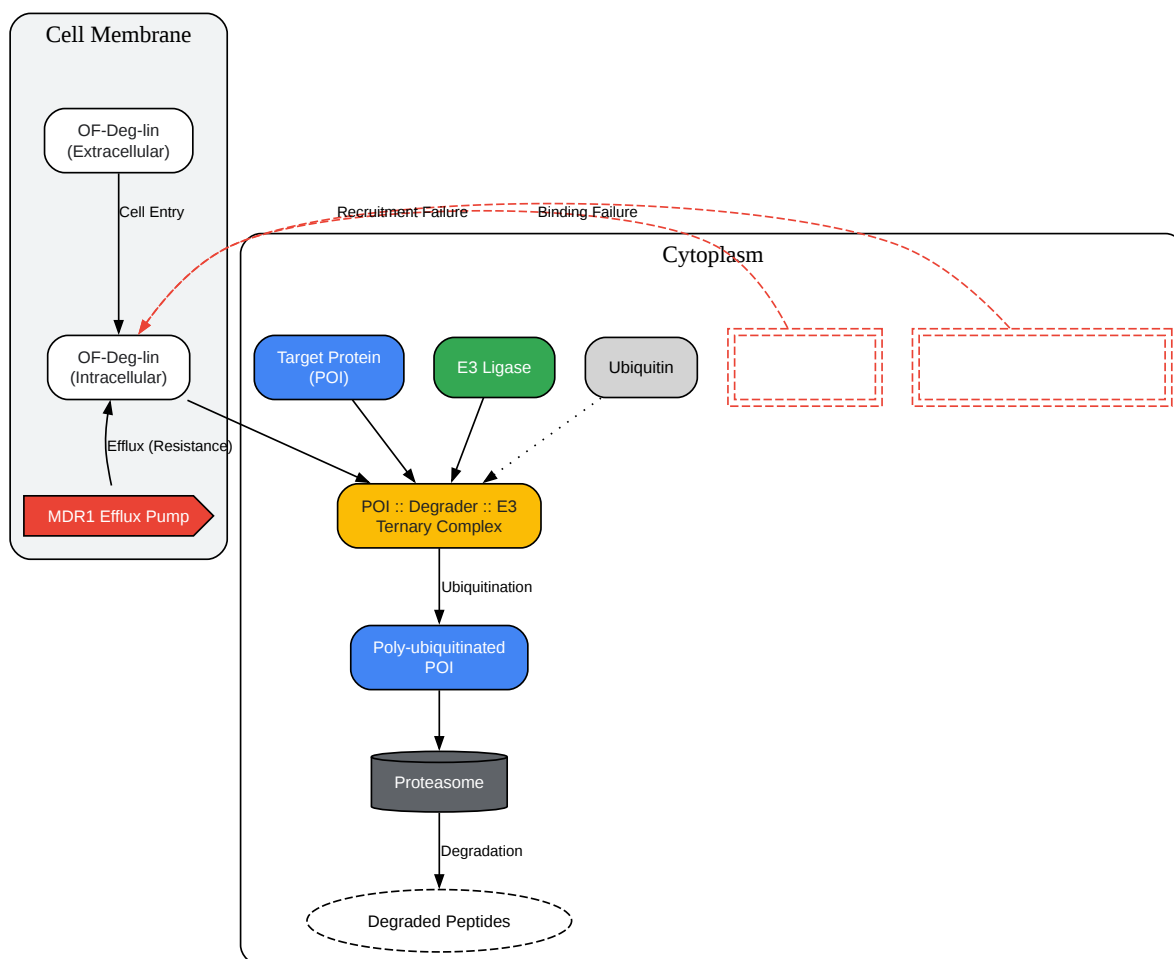 Cell Membrane
OF-Deg-lin
(Extracellular)
Cell Entry
Recruitment Failure
Binding Failure
Cytoplasm
OF-Deg-lin
(Intracellular)
Target Protein
(POI)
E3 Ligase
Ubiquitin
Efflux (Resistance)
MDR1 Efflux Pump
POI :: Degrader :: E3
Ternary Complex
Ubiquitination
Poly-ubiquitinated
POI
Proteasome
Degradation
Degraded Peptides